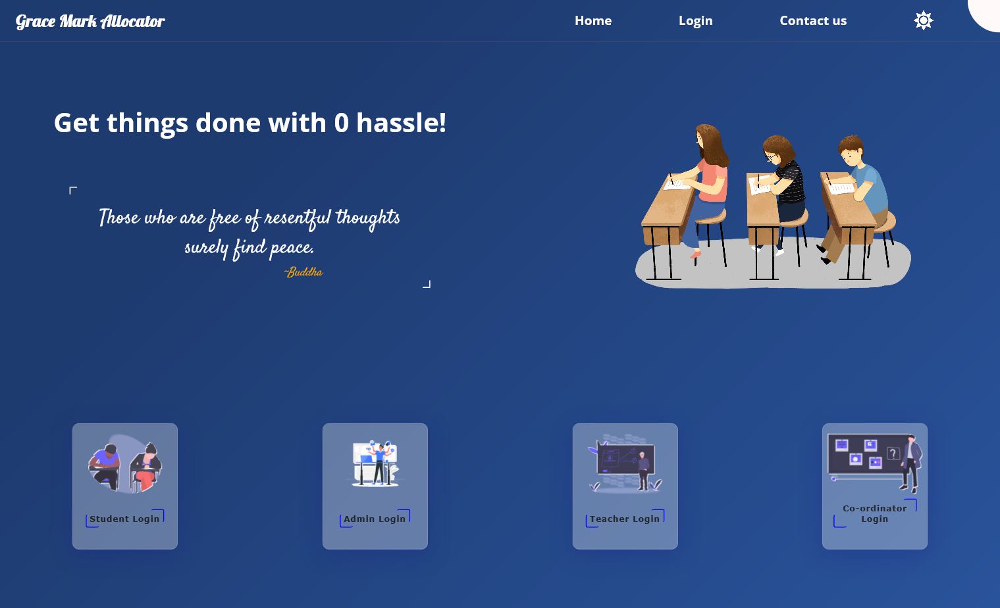 Grace Mark Allocator
Home
Login
Contact us
Get things done with 0 hassle!
Those who are free of resentful thoughts
surely find peace.
~Buddha
Student Login
Admin Login
Teacher Login
Co-ordinator
Login
?